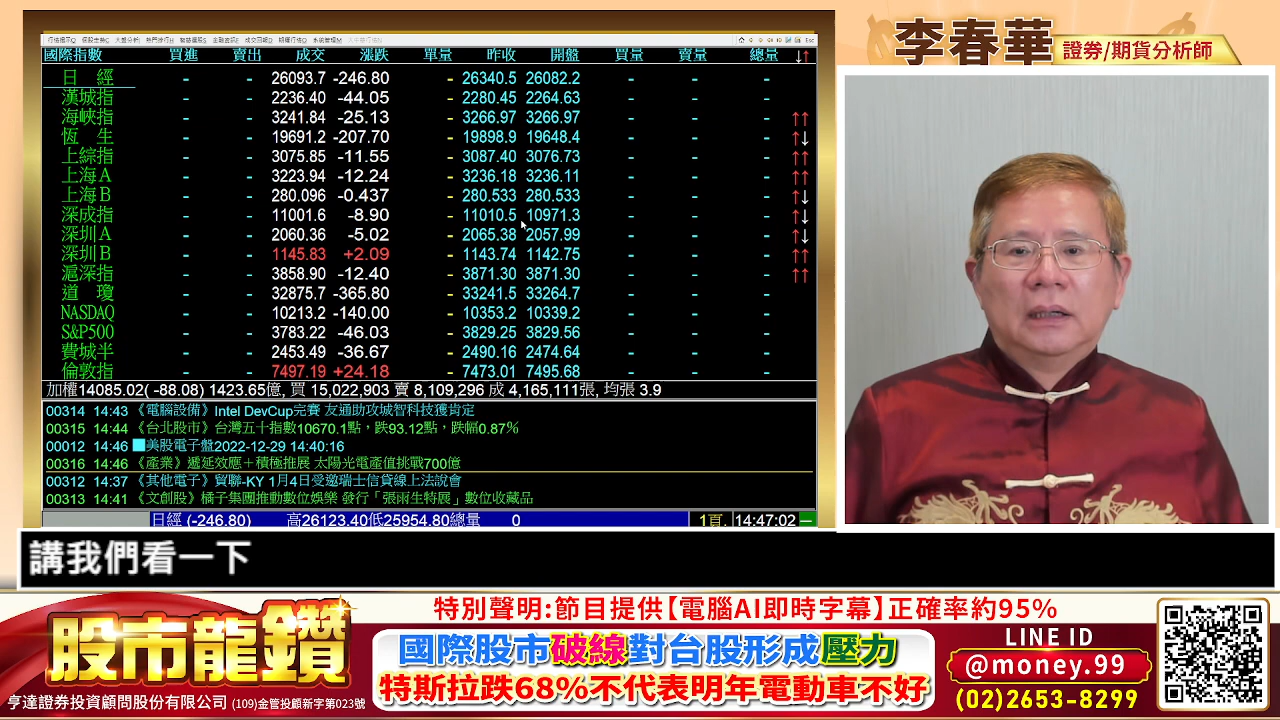 李春華 證券/期貨分析師
國際指數 買進 賣出 成交 漲跌 單量 昨收 開盤 買量 賣量 總量 ↓↑
日 經 - - 26093.7 -246.80 - 26340.5 26082.2 - - -
漢城指 - - 2236.40 -44.05 - 2280.45 2264.63 - - -
海峽指 - - 3241.84 -25.13 - 3266.97 3266.97 - - - ↑↑
恆 生 - - 19691.2 -207.70 - 19898.9 19648.4 - - - ↑↓
上綜指 - - 3075.85 -11.55 - 3087.40 3076.73 - - - ↑↑
上海A - - 3223.94 -12.24 - 3236.18 3236.11 - - - ↑↑
上海B - - 280.096 -0.437 - 280.533 280.533 - - - ↑↓
深成指 - - 11001.6 -8.90 - 11010.5 10971.3 - - - ↑↓
深圳A - - 2060.36 -5.02 - 2065.38 2057.99 - - - ↑↓
深圳B - - 1145.83 +2.09 - 1143.74 1142.75 - - - ↑↑
滬深指 - - 3858.90 -12.40 - 3871.30 3871.30 - - - ↑↑
道 瓊 - - 32875.7 -365.80 - 33241.5 33264.7 - - -
NASDAQ - - 10213.2 -140.00 - 10353.2 10339.2 - - -
S&P500 - - 3783.22 -46.03 - 3829.25 3829.56 - - -
費城半 - - 2453.49 -36.67 - 2490.16 2474.64 - - -
倫敦指 - - 7497.19 +24.18 - 7473.01 7495.68 - - -
加權14085.02( -88.08) 1423.65億, 買 15,022,903 賣 8,109,296 成 4,165,111張, 均張 3.9
00314 14:43 《電腦設備》Intel DevCup完賽 友通助攻城智科技獲肯定
00315 14:44 《台北股市》台灣五十指數10670.1點，跌93.12點，跌幅0.87%
00012 14:46 ■美股電子盤2022-12-29 14:40:16
00316 14:46 《產業》遞延效應＋積極推展 太陽光電產值挑戰700億
00312 14:37 《其他電子》貿聯-KY 1月4日受邀瑞士信貸線上法說會
00313 14:41 《文創股》橘子集團推動數位娛樂 發行「張雨生特展」數位收藏品
日經 (-246.80) 高26123.40低25954.80總量 0 1頁, 14:47:02
講我們看一下
股市龍鑽
亨達證券投資顧問股份有限公司 (109)金管投顧新字第023號
特別聲明:節目提供【電腦AI即時字幕】正確率約95%
國際股市破線對台股形成壓力
特斯拉跌68%不代表明年電動車不好
LINE ID
@money.99
(02)2653-8299